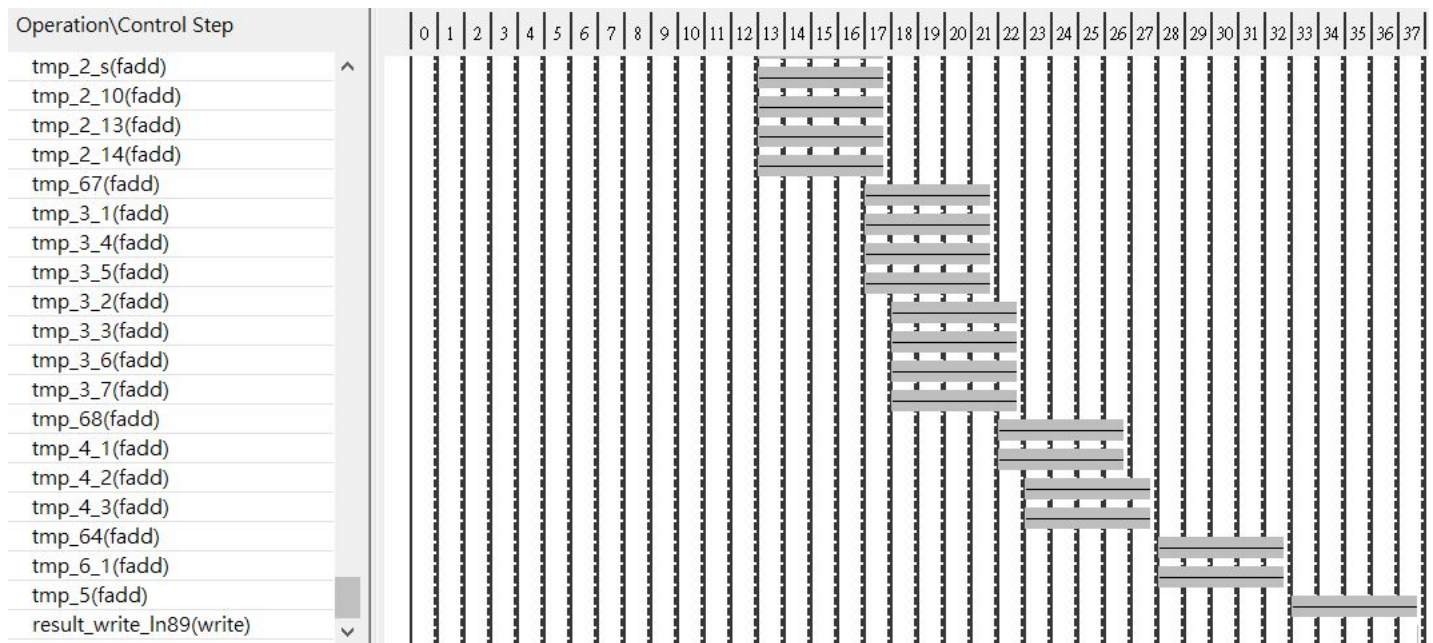 Operation\Control Step
0 1 2 3 4 5 6 7 8 9 10 11 12 13 14 15 16 17 18 19 20 21 22 23 24 25 26 27 28 29 30 31 32 33 34 35 36 37
tmp_2_s(fadd)
tmp_2_10(fadd)
tmp_2_13(fadd)
tmp_2_14(fadd)
tmp_67(fadd)
tmp_3_1(fadd)
tmp_3_4(fadd)
tmp_3_5(fadd)
tmp_3_2(fadd)
tmp_3_3(fadd)
tmp_3_6(fadd)
tmp_3_7(fadd)
tmp_68(fadd)
tmp_4_1(fadd)
tmp_4_2(fadd)
tmp_4_3(fadd)
tmp_64(fadd)
tmp_6_1(fadd)
tmp_5(fadd)
result_write_ln89(write)